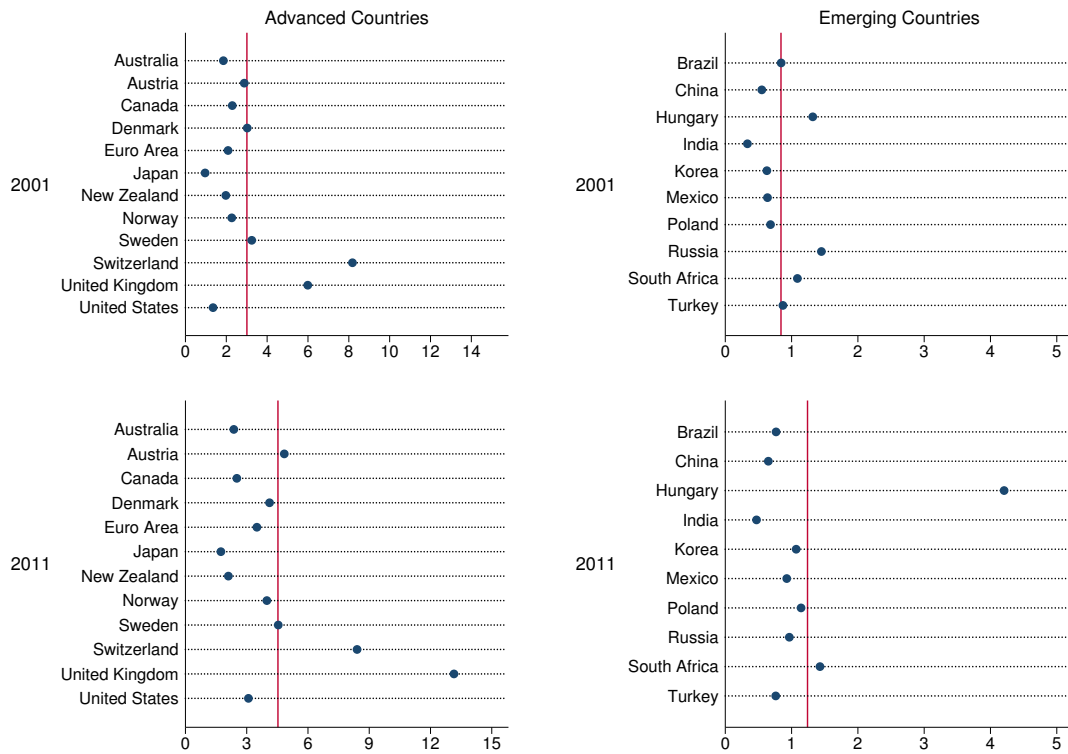 Advanced Countries
2001
Australia
Austria
Canada
Denmark
Euro Area
Japan
New Zealand
Norway
Sweden
Switzerland
United Kingdom
United States
0 2 4 6 8 10 12 14
Emerging Countries
2001
Brazil
China
Hungary
India
Korea
Mexico
Poland
Russia
South Africa
Turkey
0 1 2 3 4 5
2011
Australia
Austria
Canada
Denmark
Euro Area
Japan
New Zealand
Norway
Sweden
Switzerland
United Kingdom
United States
0 3 6 9 12 15
2011
Brazil
China
Hungary
India
Korea
Mexico
Poland
Russia
South Africa
Turkey
0 1 2 3 4 5